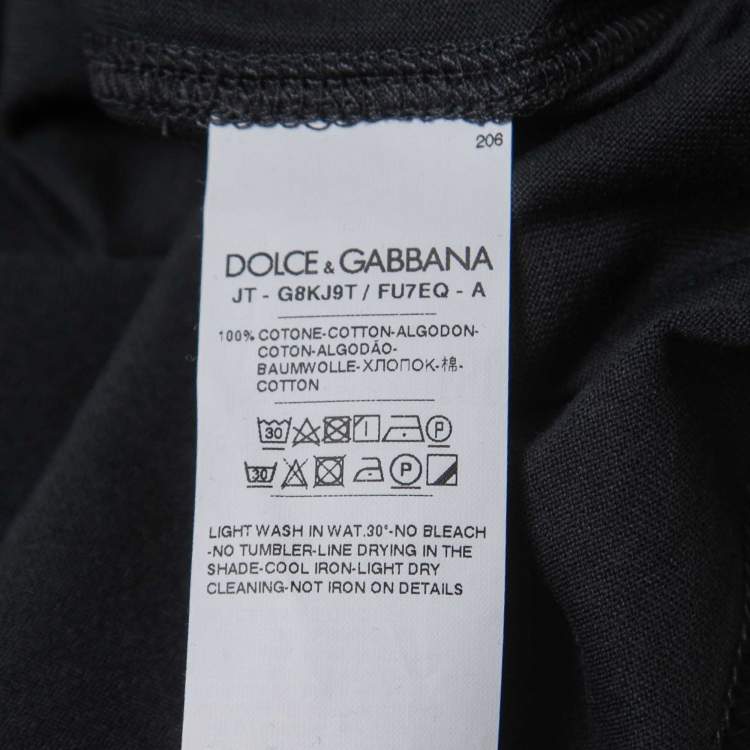 206
DOLCE & GABBANA
JT - G8KJ9T / FU7EQ - A
100% COTONE-COTTON-ALGODON-
COTON-ALGODÃO-
BAUMWOLLE-ХЛОПОК-棉-
COTTON
30 P
30 P
LIGHT WASH IN WAT.30°-NO BLEACH
-NO TUMBLER-LINE DRYING IN THE
SHADE-COOL IRON-LIGHT DRY
CLEANING-NOT IRON ON DETAILS